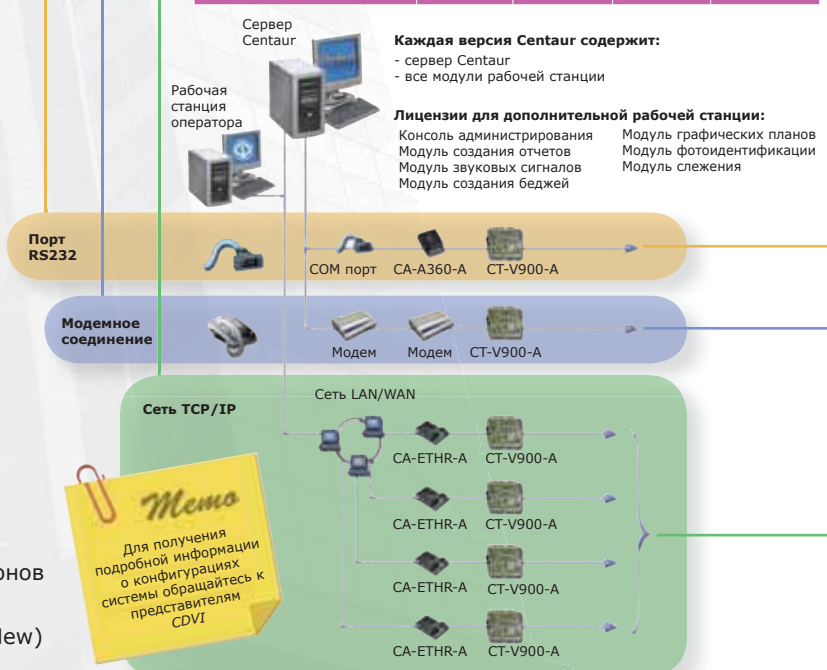 Сервер
Centaur
Каждая версия Centaur содержит:
- сервер Centaur
- все модули рабочей станции
Рабочая
станция
оператора
Лицензии для дополнительной рабочей станции:
Консоль администрирования
Модуль создания отчетов
Модуль звуковых сигналов
Модуль создания беджей
Модуль графических планов
Модуль фотоидентификации
Модуль слежения
Порт
RS232
COM порт
CA-A360-A
CT-V900-A
Модемное
соединение
Модем
Модем
CT-V900-A
Сеть TCP/IP
Сеть LAN/WAN
CA-ETHR-A
CT-V900-A
CA-ETHR-A
CT-V900-A
CA-ETHR-A
CT-V900-A
CA-ETHR-A
CT-V900-A
Memo
Для получения
подробной информации
о конфигурациях
системы обращайтесь к
представителям
CDVI